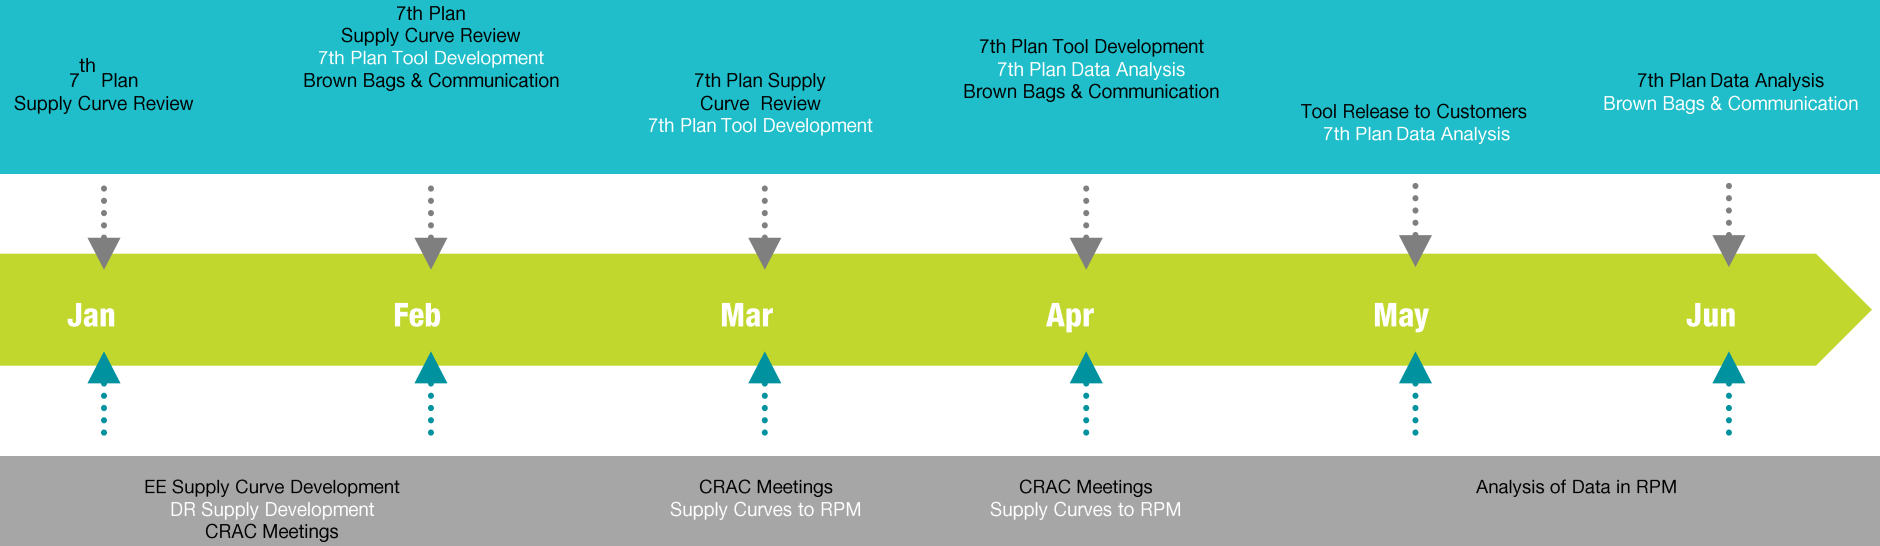 7th Plan
Supply Curve Review
7th Plan
Supply Curve Review
7th Plan Tool Development
Brown Bags & Communication
7th Plan Supply
Curve Review
7th Plan Tool Development
7th Plan Tool Development
7th Plan Data Analysis
Brown Bags & Communication
Tool Release to Customers
7th Plan Data Analysis
7th Plan Data Analysis
Brown Bags & Communication
Jan
Feb
Mar
Apr
May
Jun
EE Supply Curve Development
DR Supply Development
CRAC Meetings
CRAC Meetings
Supply Curves to RPM
CRAC Meetings
Supply Curves to RPM
Analysis of Data in RPM